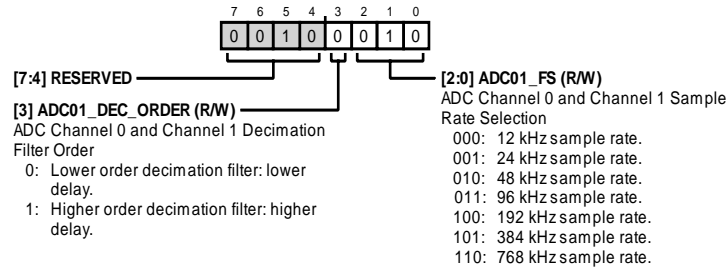 7 6 5 4 3 2 1 0
0 0 1 0 0 0 1 0
[7:4] RESERVED
[3] ADC01_DEC_ORDER (R/W)
ADC Channel 0 and Channel 1 Decimation
Filter Order
0: Lower order decimation filter: lower
delay.
1: Higher order decimation filter: higher
delay.
[2:0] ADC01_FS (R/W)
ADC Channel 0 and Channel 1 Sample
Rate Selection
000: 12 kHz sample rate.
001: 24 kHz sample rate.
010: 48 kHz sample rate.
011: 96 kHz sample rate.
100: 192 kHz sample rate.
101: 384 kHz sample rate.
110: 768 kHz sample rate.